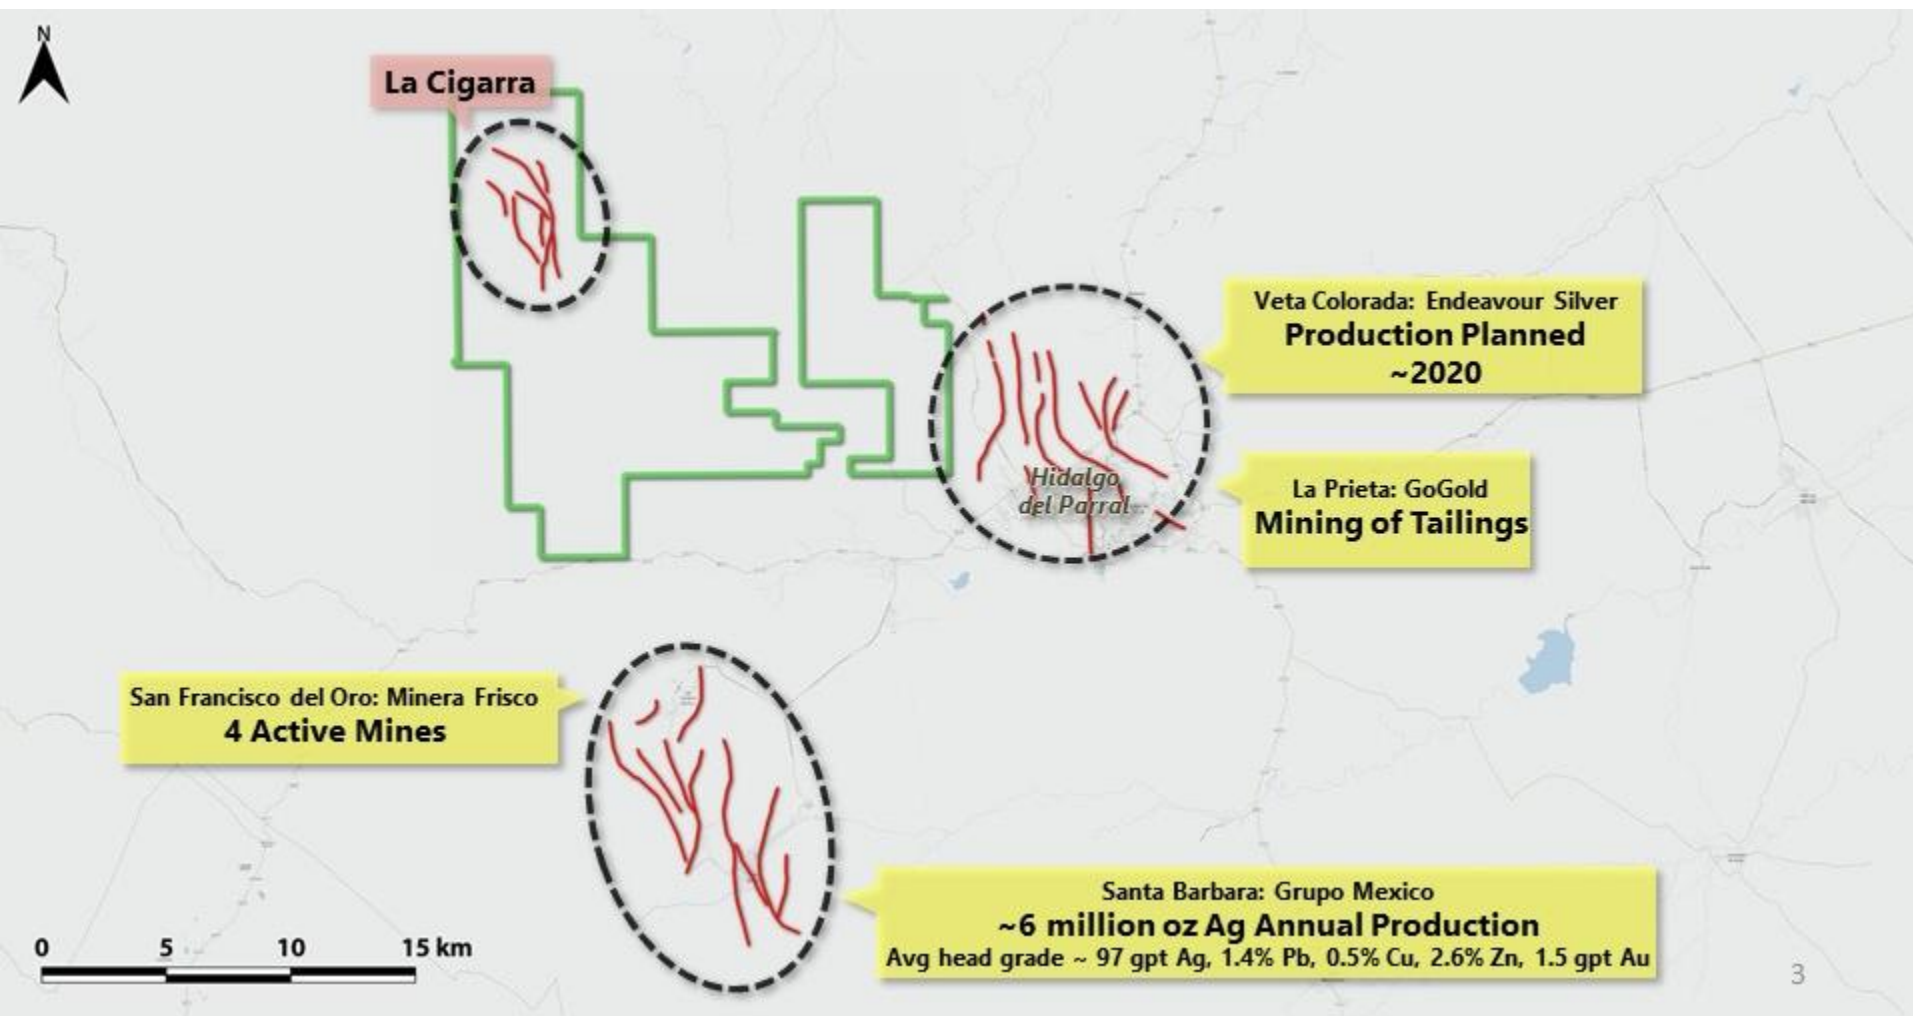 N
La Cigarra
Veta Colorada: Endeavour Silver
Production Planned
~2020
Hidalgo
del Parral
La Prieta: GoGold
Mining of Tailings
San Francisco del Oro: Minera Frisco
4 Active Mines
Santa Barbara: Grupo Mexico
~6 million oz Ag Annual Production
Avg head grade ~ 97 gpt Ag, 1.4% Pb, 0.5% Cu, 2.6% Zn, 1.5 gpt Au
0 5 10 15 km
3